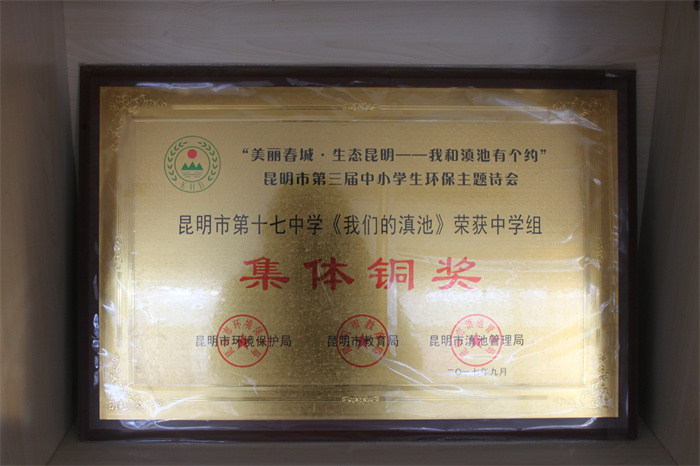 “美丽春城·生态昆明——我和滇池有个约”
昆明市第三届中小学生环保主题诗会
KHB
昆明市第十七中学《我们的滇池》荣获中学组
集体铜奖
昆明市环境保护局 昆明市教育局 昆明市滇池管理局
二〇一七年九月